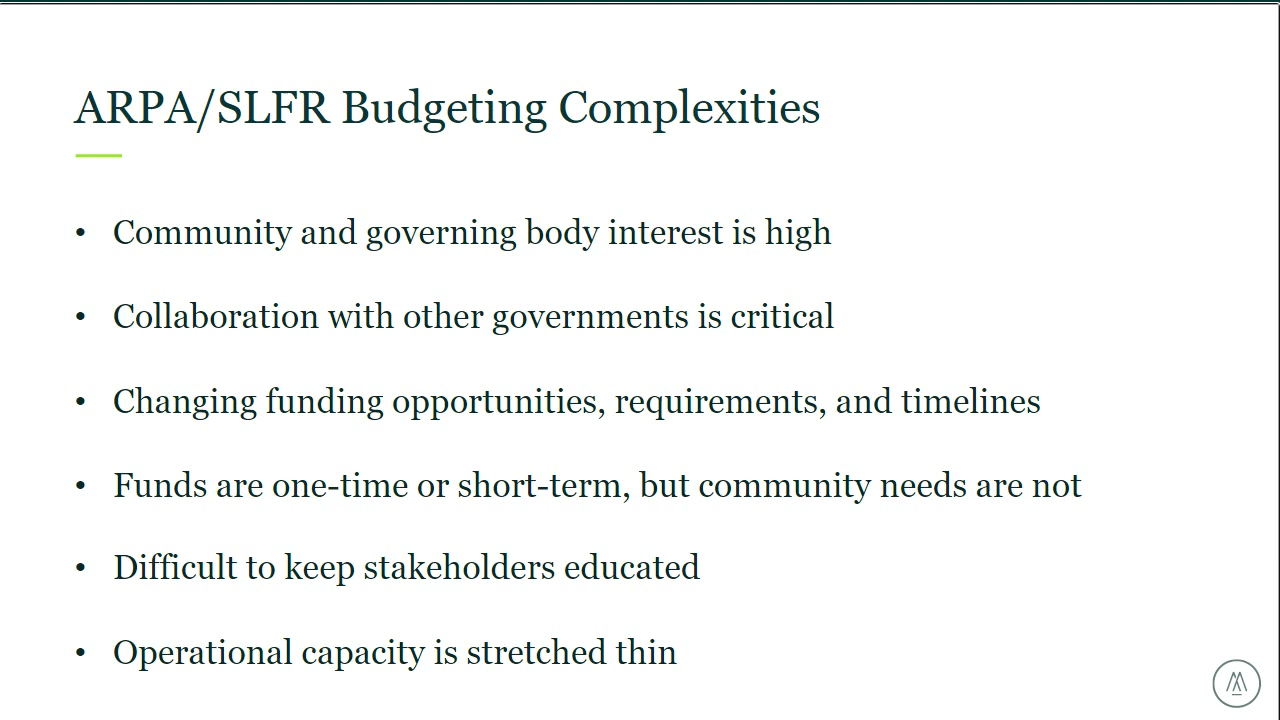 ARPA/SLFR Budgeting Complexities
• Community and governing body interest is high
• Collaboration with other governments is critical
• Changing funding opportunities, requirements, and timelines
• Funds are one-time or short-term, but community needs are not
• Difficult to keep stakeholders educated
• Operational capacity is stretched thin